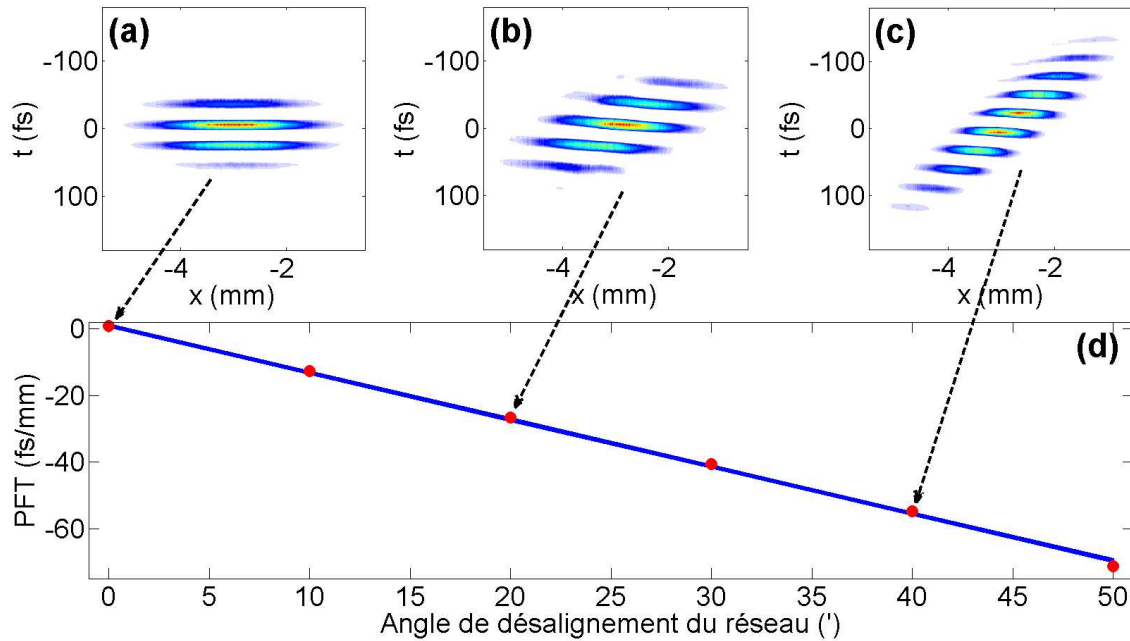 (a)
-100
0
100
t (fs)
-4
-2
x (mm)
(b)
-100
0
100
t (fs)
-4
-2
x (mm)
(c)
-100
0
100
t (fs)
-4
-2
x (mm)
(d)
0
-20
-40
-60
PFT (fs/mm)
0 5 10 15 20 25 30 35 40 45 50
Angle de désalignement du réseau (')